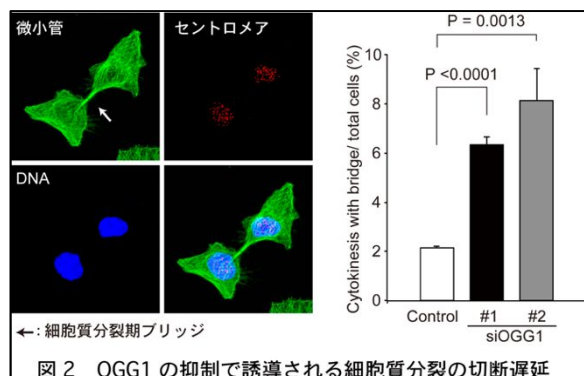 微小管
セントロメア
DNA
←：細胞質分裂期ブリッジ
Cytokinesis with bridge/ total cells (%)
10
8
6
4
2
0
P = 0.0013
P <0.0001
Control
#1
#2
siOGG1
図２ OGG1 の抑制で誘導される細胞質分裂の切断遅延